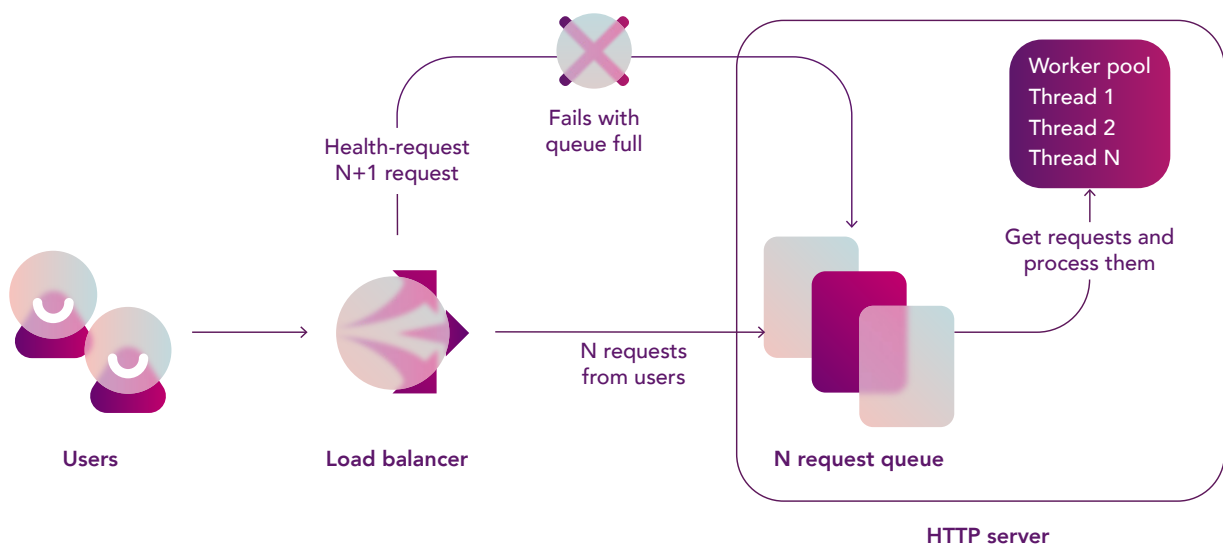 Health-request
N+1 request
Fails with
queue full
Worker pool
Thread 1
Thread 2
Thread N
Get requests and
process them
N requests
from users
Users
Load balancer
N request queue
HTTP server